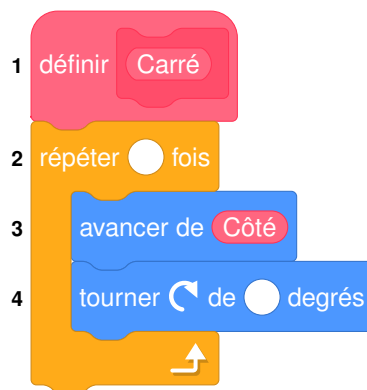 1 définir Carré
2 répéter fois
3 avancer de Côté
4 tourner de degrés